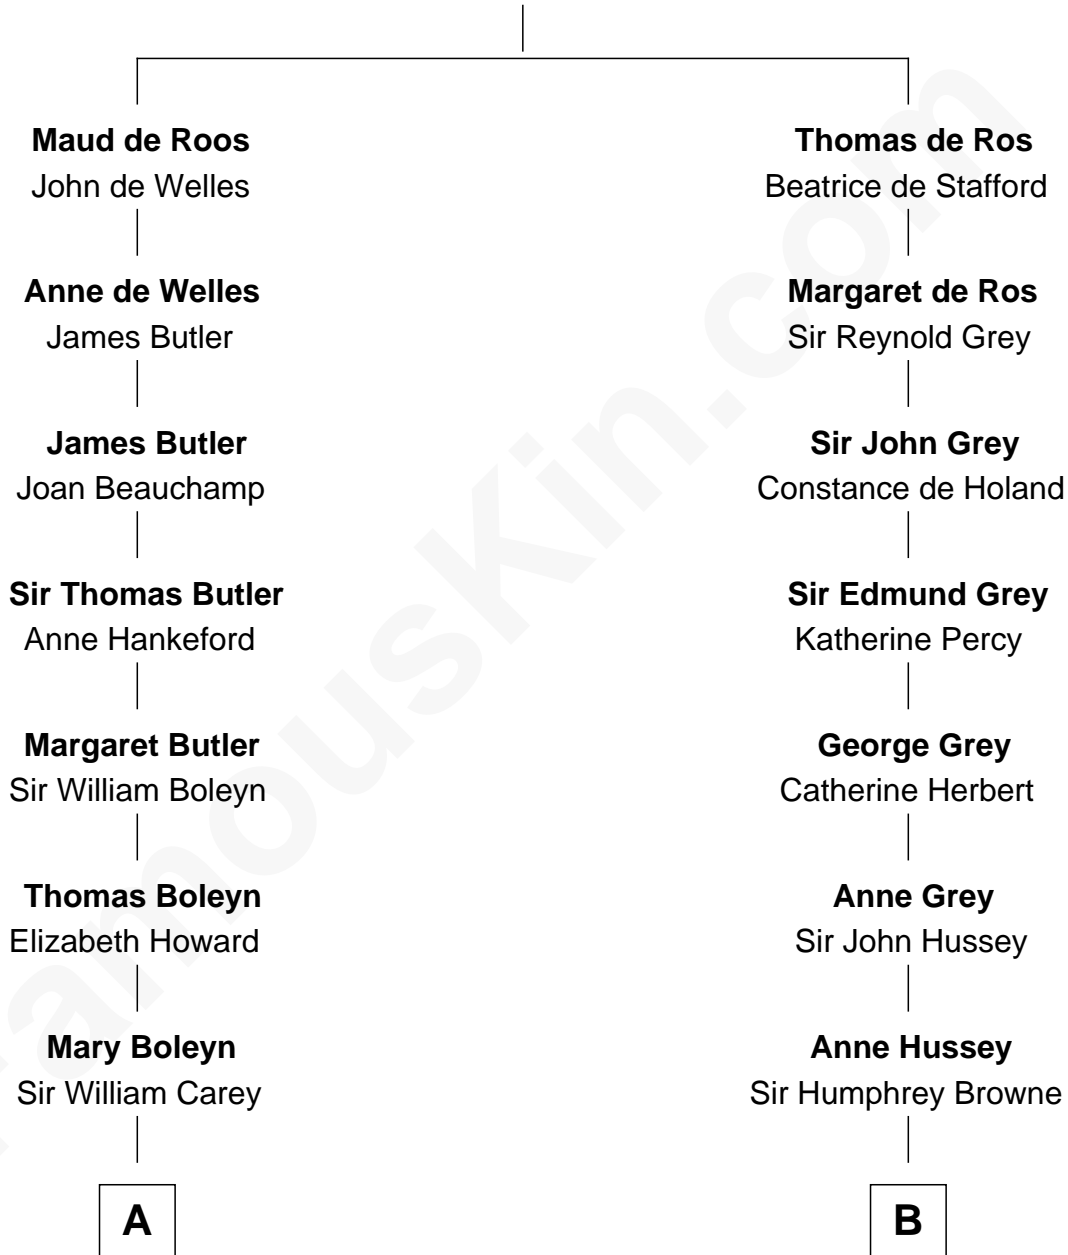 Maud de Roos
John de Welles
Thomas de Ros
Beatrice de Stafford
Anne de Welles
James Butler
Margaret de Ros
Sir Reynold Grey
James Butler
Joan Beauchamp
Sir John Grey
Constance de Holand
Sir Thomas Butler
Anne Hankeford
Sir Edmund Grey
Katherine Percy
Margaret Butler
Sir William Boleyn
George Grey
Catherine Herbert
Thomas Boleyn
Elizabeth Howard
Anne Grey
Sir John Hussey
Mary Boleyn
Sir William Carey
Anne Hussey
Sir Humphrey Browne
A
B
FamousKin.com